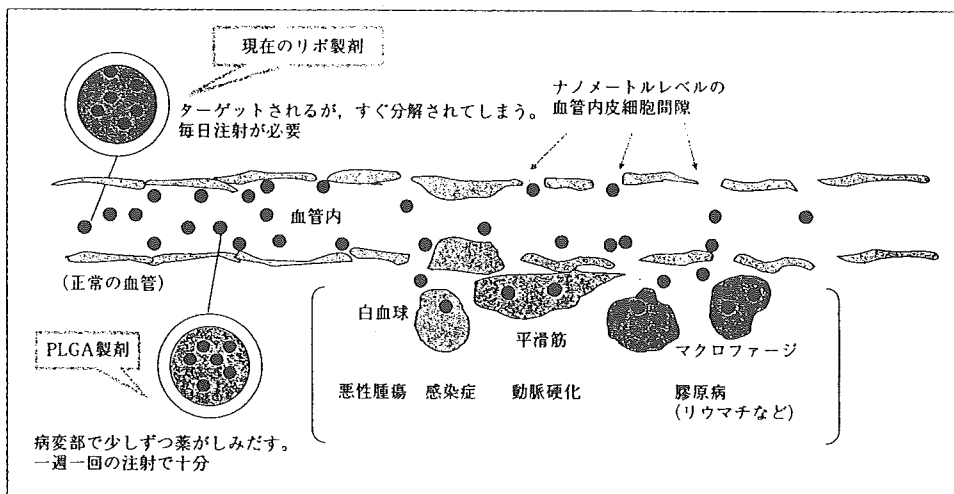 現在のリポ製剤
ターゲットされるが，すぐ分解されてしまう。
毎日注射が必要
ナノメートルレベルの
血管内皮細胞間隙
血管内
(正常の血管)
白血球
平滑筋
マクロファージ
PLGA製剤
悪性腫瘍
感染症
動脈硬化
膠原病
(リウマチなど)
病変部で少しずつ薬がしみだす。
一週一回の注射で十分